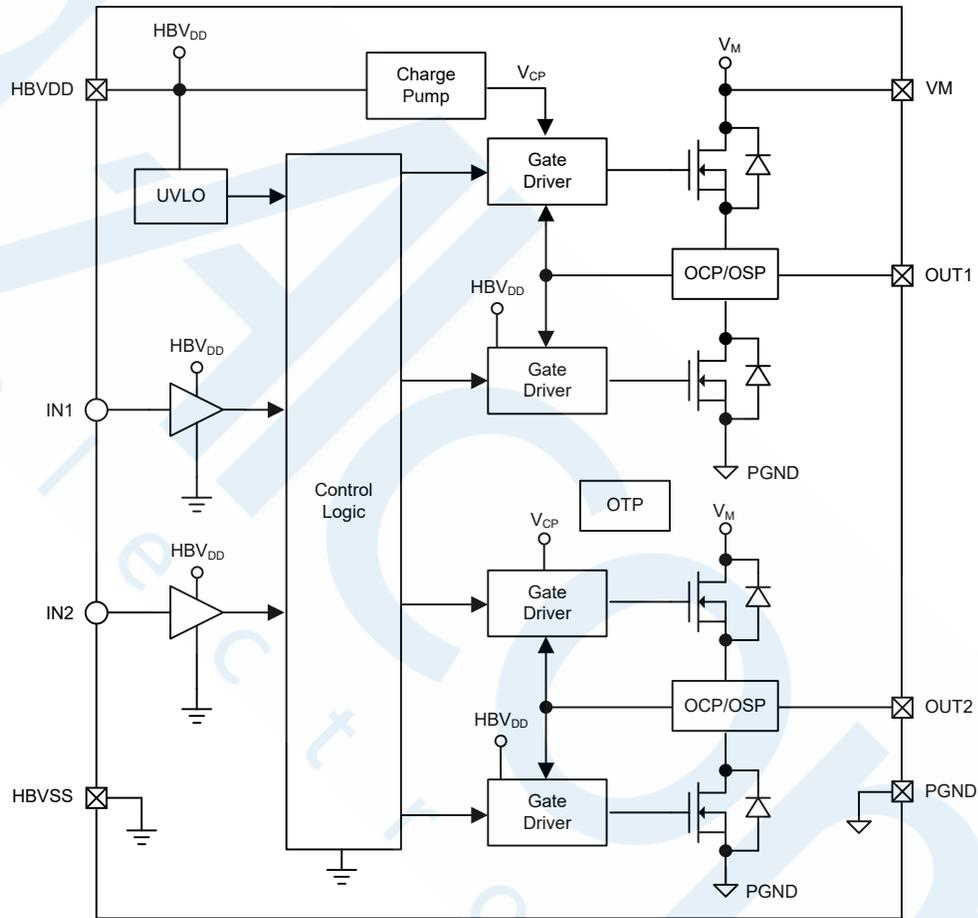 HBVDD
HBVDD
Charge
Pump
VCP
VM
VM
UVLO
Gate
Driver
OCP/OSP
OUT1
HBVDD
HBVDD
Gate
Driver
IN1
PGND
Control
Logic
OTP
VCP
VM
HBVDD
Gate
Driver
IN2
OCP/OSP
OUT2
HBVDD
HBVSS
Gate
Driver
PGND
PGND